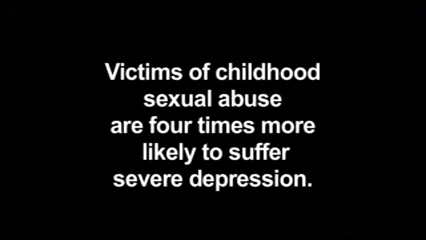 Victims of childhood
sexual abuse
are four times more
likely to suffer
severe depression.